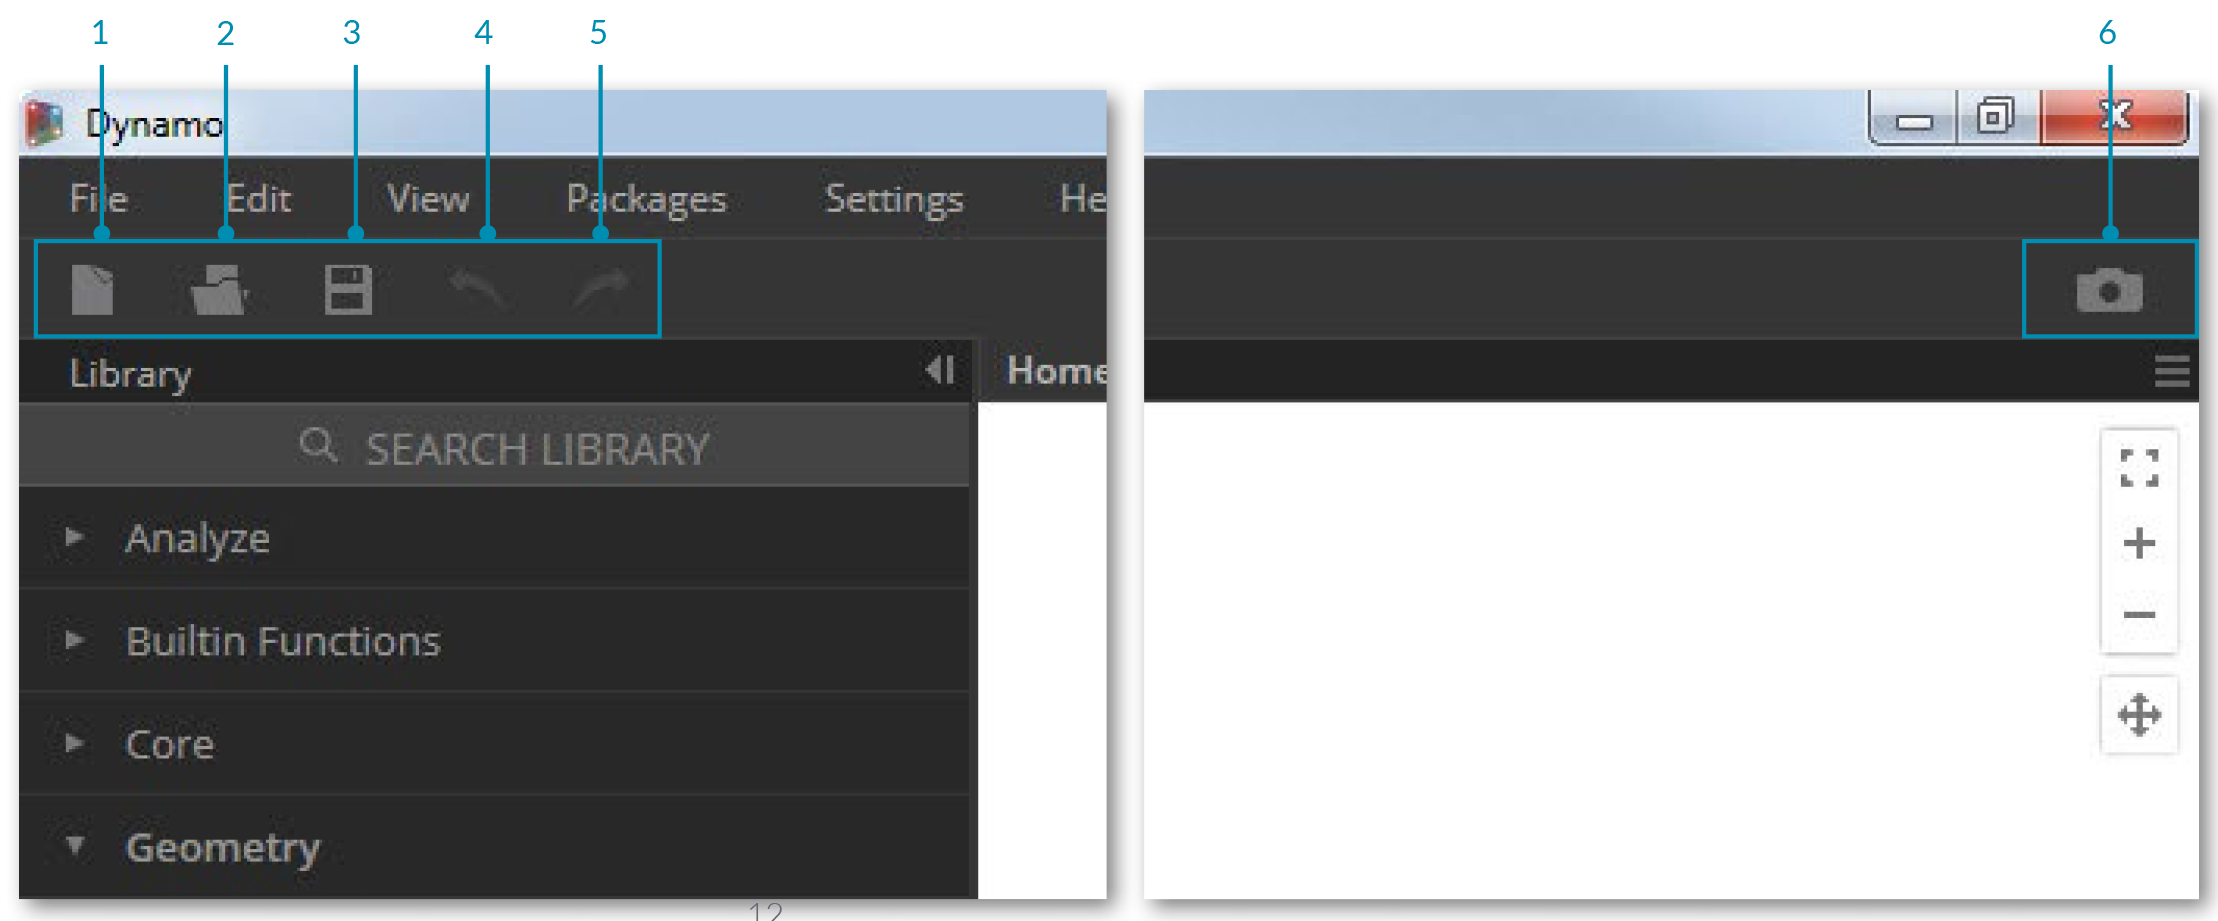 1 2 3 4 5 6
Dynamo
File Edit View Packages Settings He
Library Home
SEARCH LIBRARY
Analyze
Builtin Functions
Core
Geometry
12